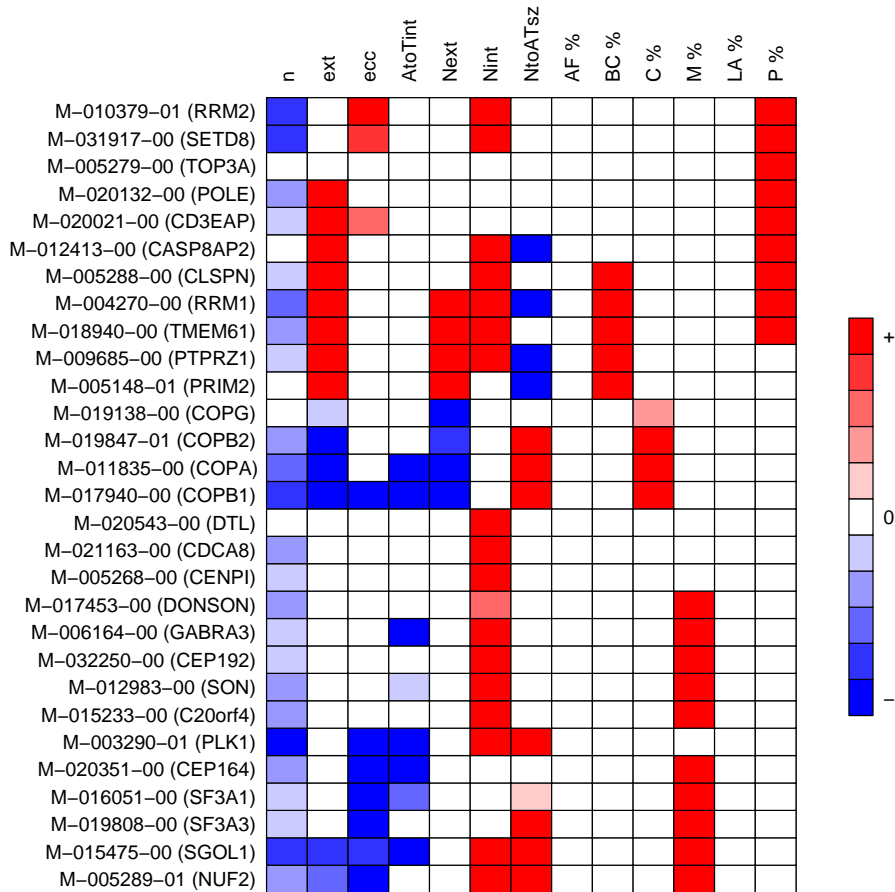 n
ext
ecc
AtoTint
Next
Nint
NtoATsz
AF %
BC %
C %
M %
LA %
P %
M−010379−01 (RRM2)
M−031917−00 (SETD8)
M−005279−00 (TOP3A)
M−020132−00 (POLE)
M−020021−00 (CD3EAP)
M−012413−00 (CASP8AP2)
M−005288−00 (CLSPN)
M−004270−00 (RRM1)
M−018940−00 (TMEM61)
M−009685−00 (PTPRZ1)
M−005148−01 (PRIM2)
M−019138−00 (COPG)
M−019847−01 (COPB2)
M−011835−00 (COPA)
M−017940−00 (COPB1)
M−020543−00 (DTL)
M−021163−00 (CDCA8)
M−005268−00 (CENPI)
M−017453−00 (DONSON)
M−006164−00 (GABRA3)
M−032250−00 (CEP192)
M−012983−00 (SON)
M−015233−00 (C20orf4)
M−003290−01 (PLK1)
M−020351−00 (CEP164)
M−016051−00 (SF3A1)
M−019808−00 (SF3A3)
M−015475−00 (SGOL1)
M−005289−01 (NUF2)
+
0
−